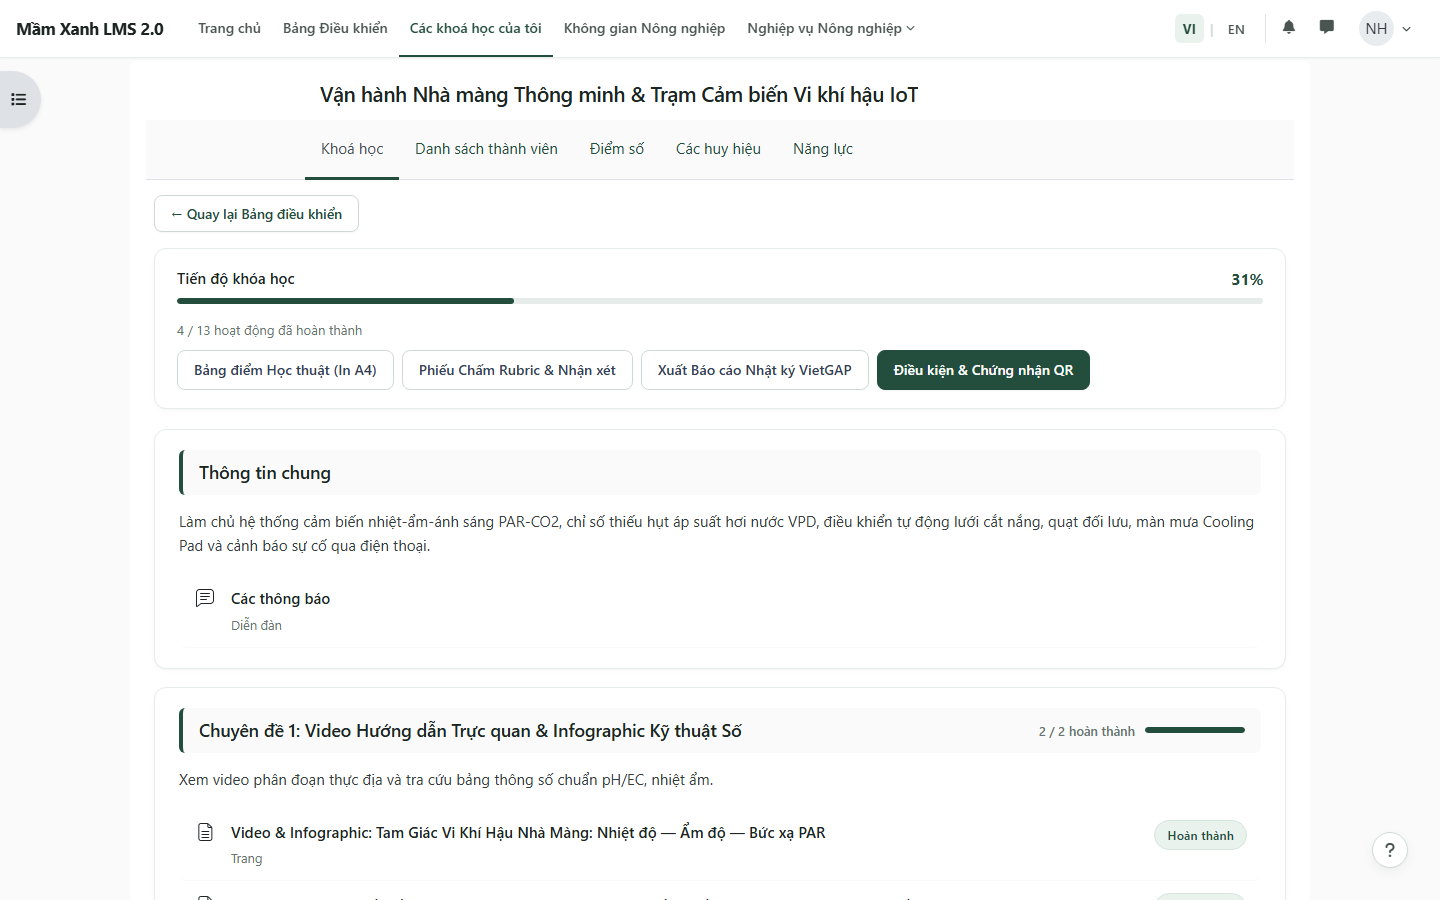 Mầm Xanh LMS 2.0
Trang chủ
Bảng Điều khiển
Các khoá học của tôi
Không gian Nông nghiệp
Nghiệp vụ Nông nghiệp
VI | EN
NH
Vận hành Nhà màng Thông minh & Trạm Cảm biến Vi khí hậu IoT
Khoá học
Danh sách thành viên
Điểm số
Các huy hiệu
Năng lực
← Quay lại Bảng điều khiển
Tiến độ khóa học
31%
4 / 13 hoạt động đã hoàn thành
Bảng điểm Học thuật (In A4)
Phiếu Chấm Rubric & Nhận xét
Xuất Báo cáo Nhật ký VietGAP
Điều kiện & Chứng nhận QR
Thông tin chung
Làm chủ hệ thống cảm biến nhiệt-ẩm-ánh sáng PAR-CO2, chỉ số thiếu hụt áp suất hơi nước VPD, điều khiển tự động lưới cắt nắng, quạt đối lưu, màn mưa Cooling
Pad và cảnh báo sự cố qua điện thoại.
Các thông báo
Diễn đàn
Chuyên đề 1: Video Hướng dẫn Trực quan & Infographic Kỹ thuật Số
2 / 2 hoàn thành
Xem video phân đoạn thực địa và tra cứu bảng thông số chuẩn pH/EC, nhiệt ẩm.
Video & Infographic: Tam Giác Vi Khí Hậu Nhà Màng: Nhiệt độ — Ẩm độ — Bức xạ PAR
Hoàn thành
Trang
?